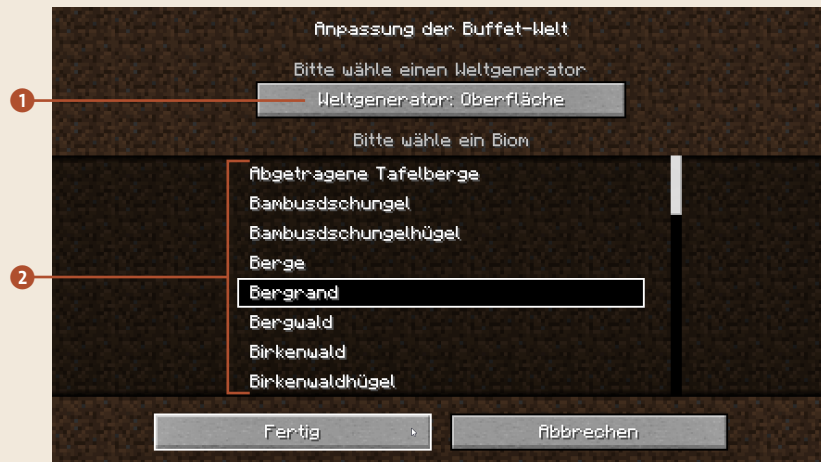 Anpassung der Buffet-Welt
Bitte wähle einen Weltgenerator
1
Weltgenerator: Oberfläche
Bitte wähle ein Biom
Abgetragene Tafelberge
Bambusdschungel
Bambusdschungelhügel
Berge
2
Bergrand
Bergwald
Birkenwald
Birkenwaldhügel
Fertig
Abbrechen